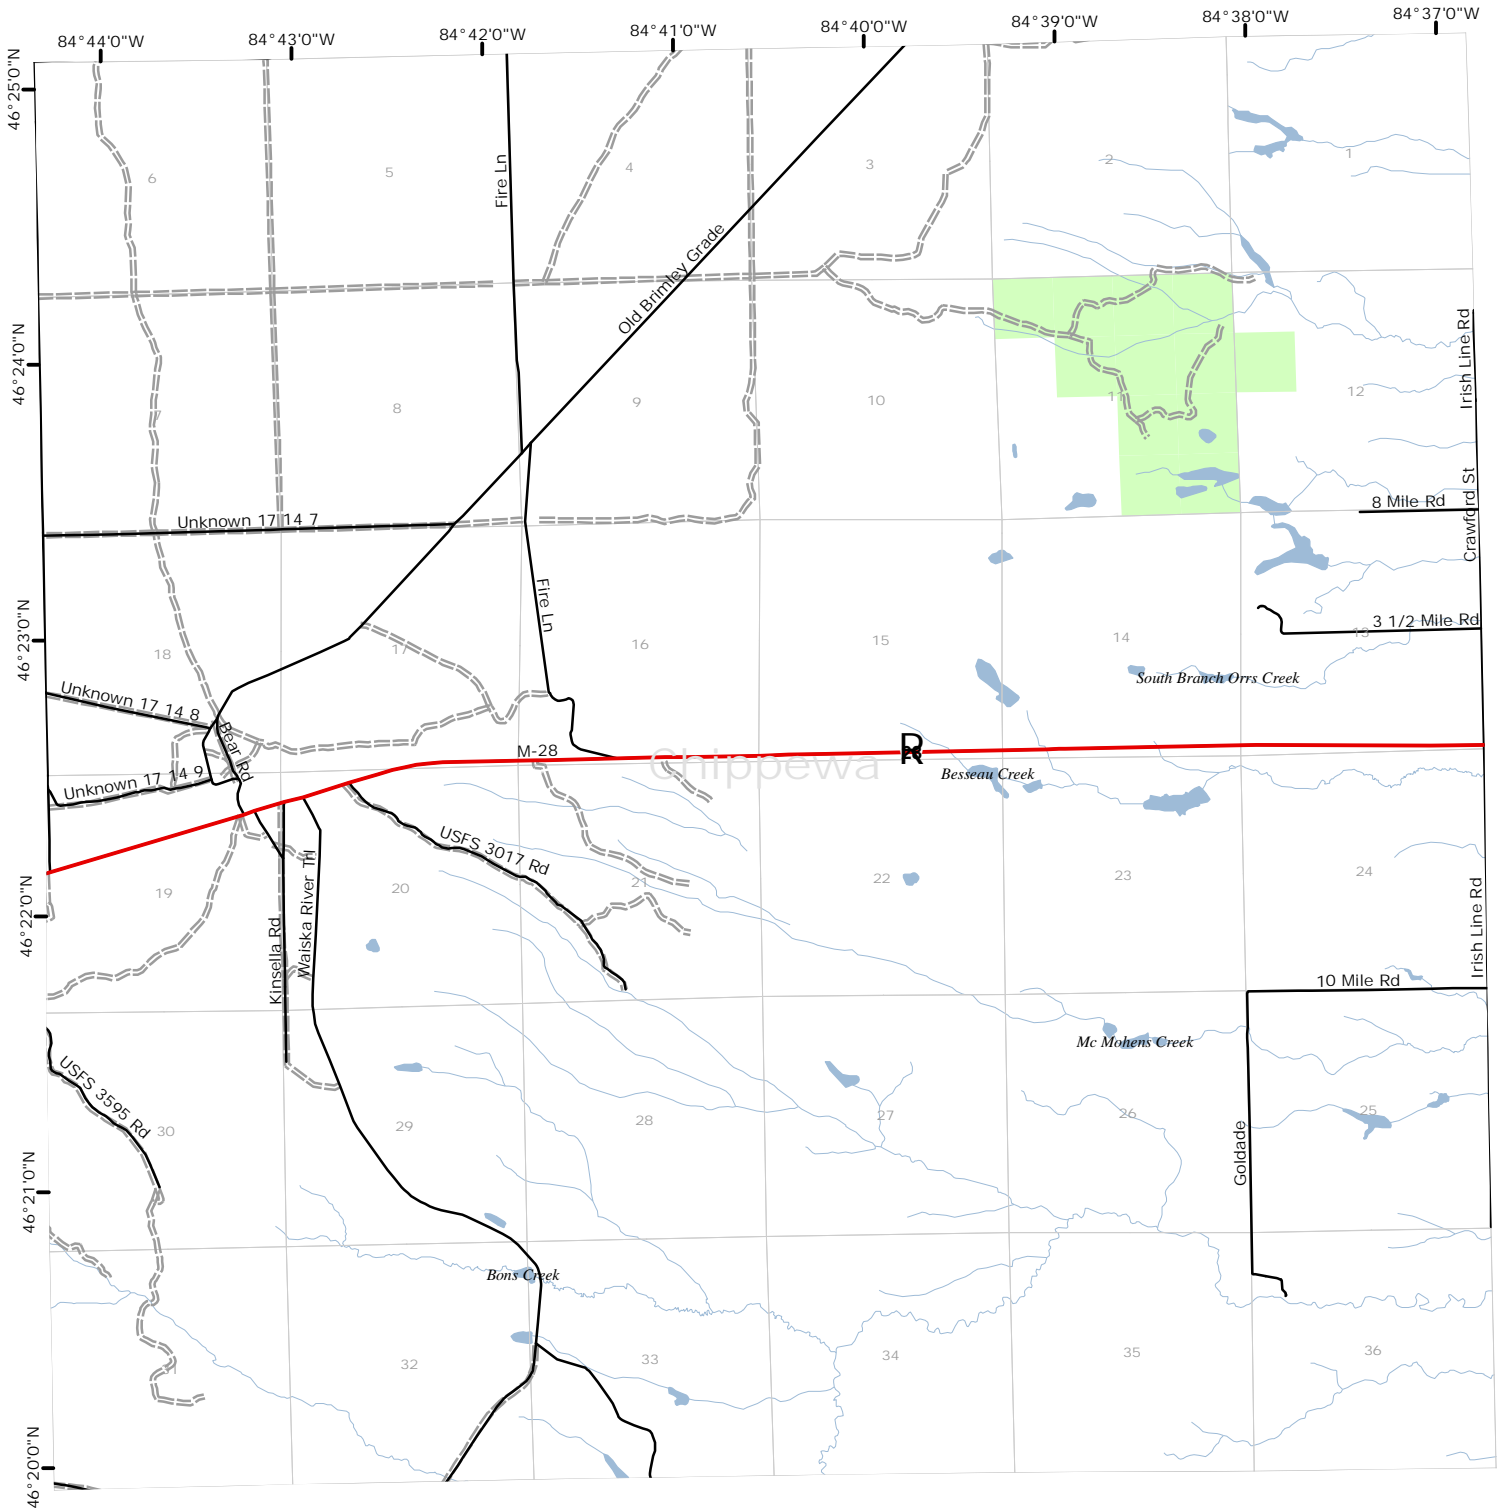 84°44'0"W
84°43'0"W
84°42'0"W
84°41'0"W
84°40'0"W
84°39'0"W
84°38'0"W
84°37'0"W
46°25'0"N
46°24'0"N
46°23'0"N
46°22'0"N
46°21'0"N
46°20'0"N
6
5
4
3
2
1
Fire Ln
Old Brimley Grade
Irish Line Rd
7
8
9
10
11
12
Crawford St
8 Mile Rd
Unknown 17 14 7
Fire Ln
3 1/2 Mile Rd
18
17
16
15
14
13
South Branch Orrs Creek
Unknown 17 14 8
Bear Rd
M-28
Chippewa
R
R
Besseau Creek
Unknown 17 14 9
USFS 3017 Rd
19
20
21
22
23
24
Kinsella Rd
Waiska River Trl
Irish Line Rd
10 Mile Rd
Mc Mohens Creek
USFS 3595 Rd
30
29
28
27
26
25
Goldade
Bons Creek
32
33
34
35
36